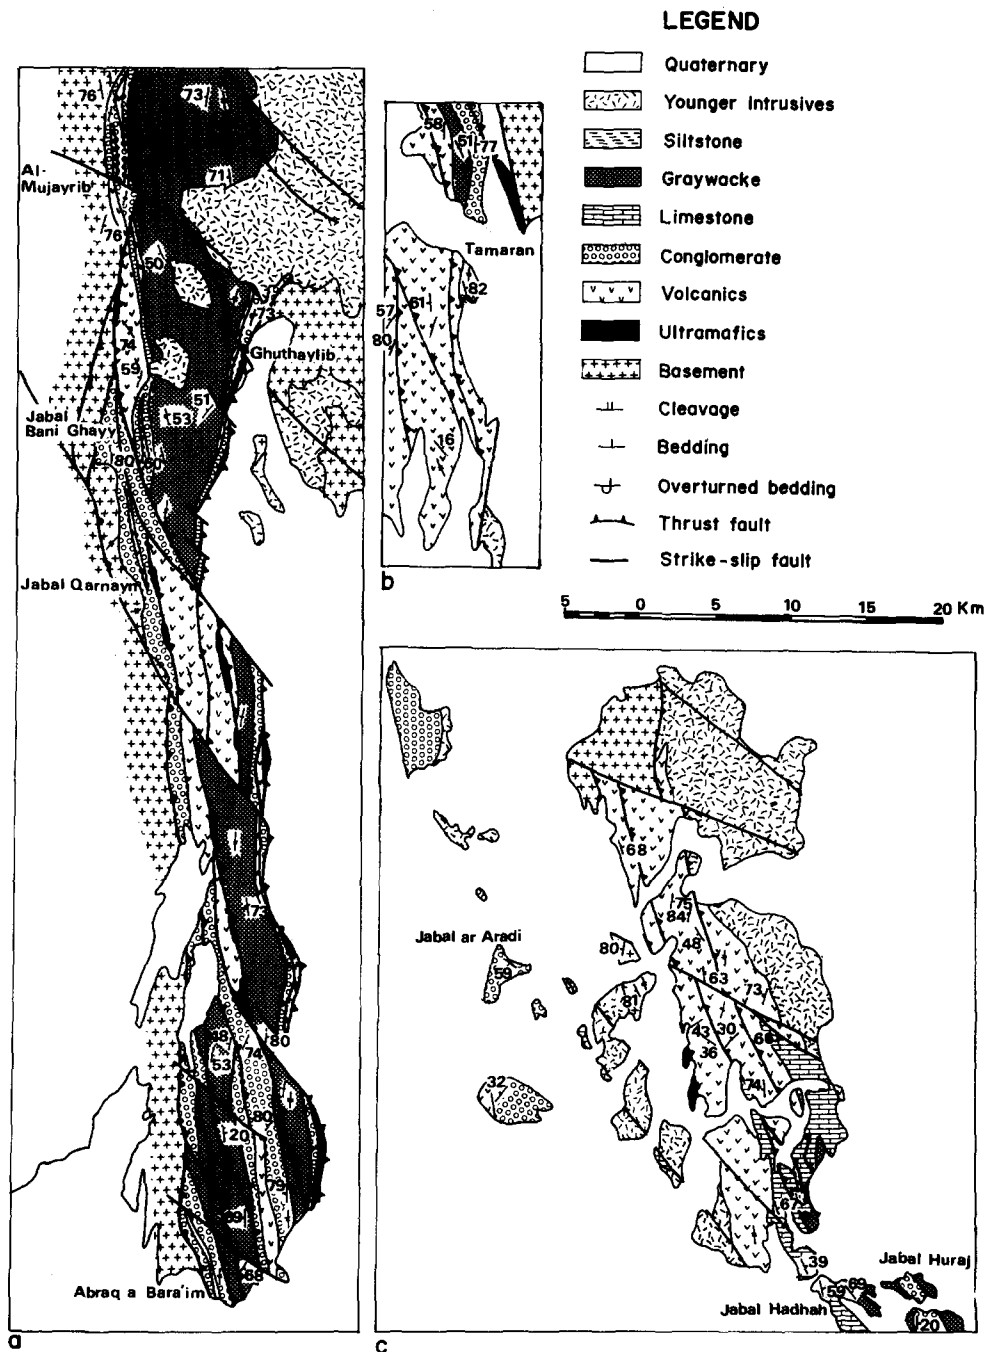 LEGEND
Quaternary
Younger Intrusives
Siltstone
Graywacke
Limestone
Conglomerate
Volcanics
Ultramafics
Basement
Cleavage
Bedding
Overturned bedding
Thrust fault
Strike-slip fault
5 0 5 10 15 20 Km
76
73
Al-
Mujayrib
71
76
50
73
74
59
Ghuthaylib
51
53
Jabal
Bani Ghayy
80
Jabal Qarnayn
73
48
53
74
80
80
20
79
69
88
Abraq a Bara'im
a
58
51
77
Tamaran
82
57
61
80
16
b
68
75
84
Jabal ar Aradi
80
48
59
63
73
81
43
30
66
36
32
74
67
39
Jabal Huraj
59
69
Jabal Hadhah
20
c